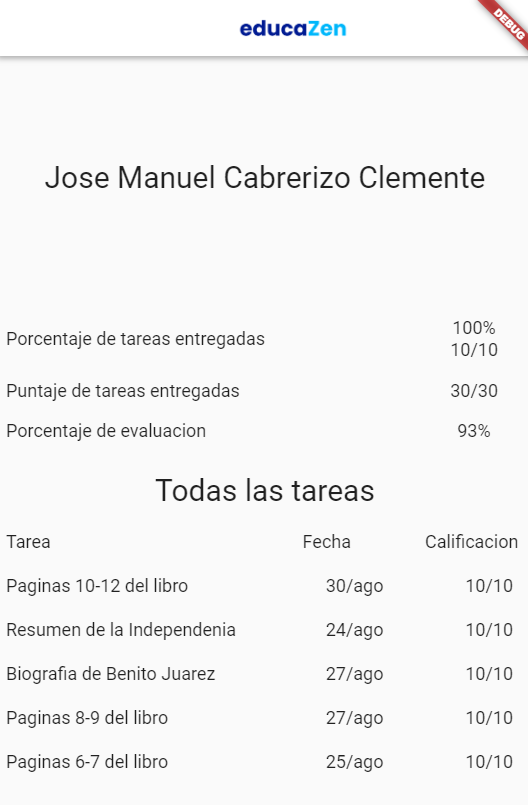 educaZen
DEBUG
Jose Manuel Cabrerizo Clemente
Porcentaje de tareas entregadas 100% 10/10
Puntaje de tareas entregadas 30/30
Porcentaje de evaluacion 93%
Todas las tareas
Tarea Fecha Calificacion
Paginas 10-12 del libro 30/ago 10/10
Resumen de la Independenia 24/ago 10/10
Biografia de Benito Juarez 27/ago 10/10
Paginas 8-9 del libro 27/ago 10/10
Paginas 6-7 del libro 25/ago 10/10